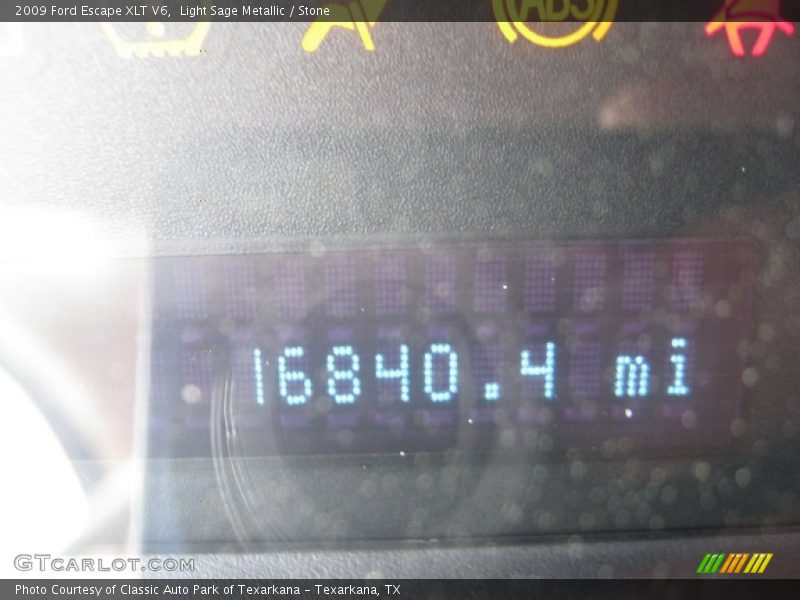 2009 Ford Escape XLT V6,  Light Sage Metallic / Stone
ABS
16840.4 mi
GTCARLOT.COM
Photo Courtesy of Classic Auto Park of Texarkana – Texarkana, TX